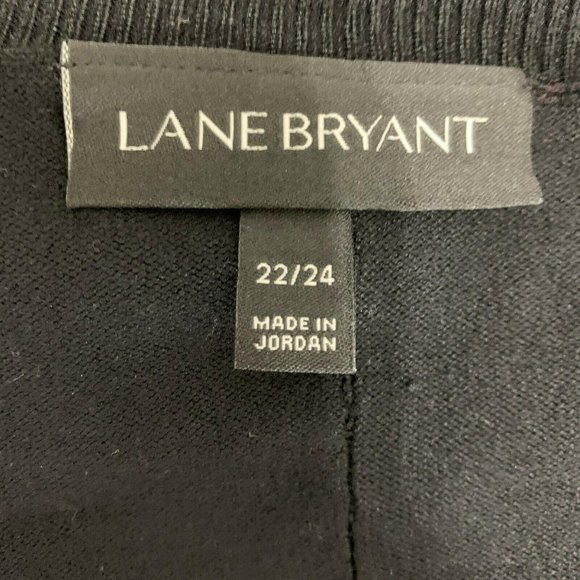 LANE BRYANT
22/24
MADE IN
JORDAN